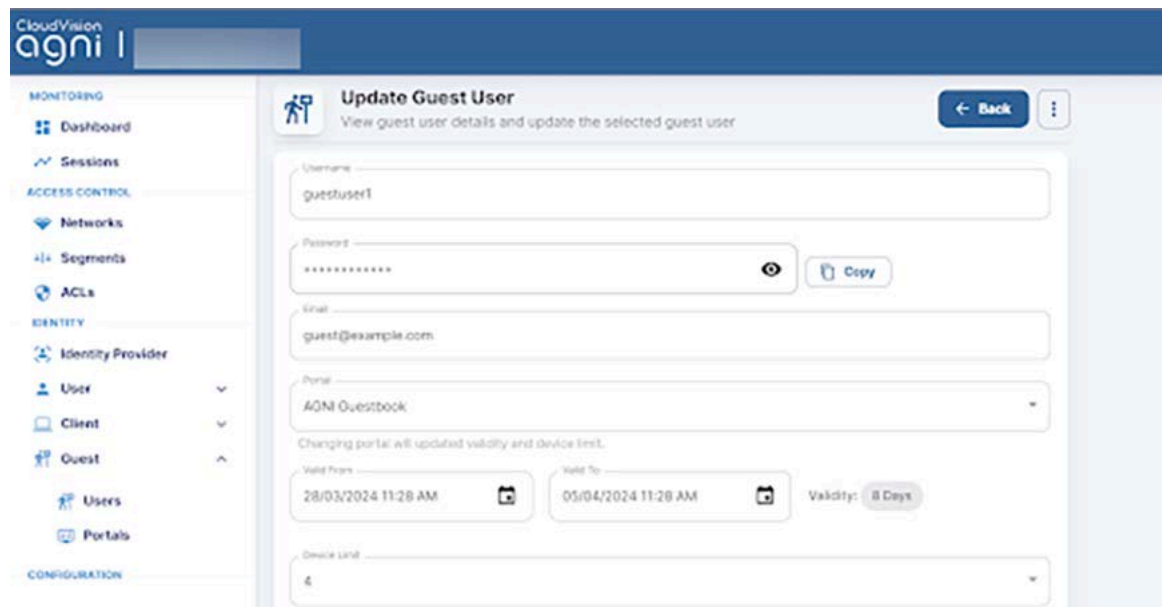 CloudVision
agni |
MONITORING
Dashboard
Sessions
ACCESS CONTROL
Networks
Segments
ACLs
IDENTITY
Identity Provider
User
Client
Guest
Users
Portals
CONFIGURATION
Update Guest User
View guest user details and update the selected guest user
← Back
Username
guestuser1
Password
************
Copy
Email
guest@example.com
Portal
AGNI Guestbook
Changing portal will updated validity and device limit.
Valid From
28/03/2024 11:28 AM
Valid To
05/04/2024 11:28 AM
Validity: 8 Days
Device Limit
4